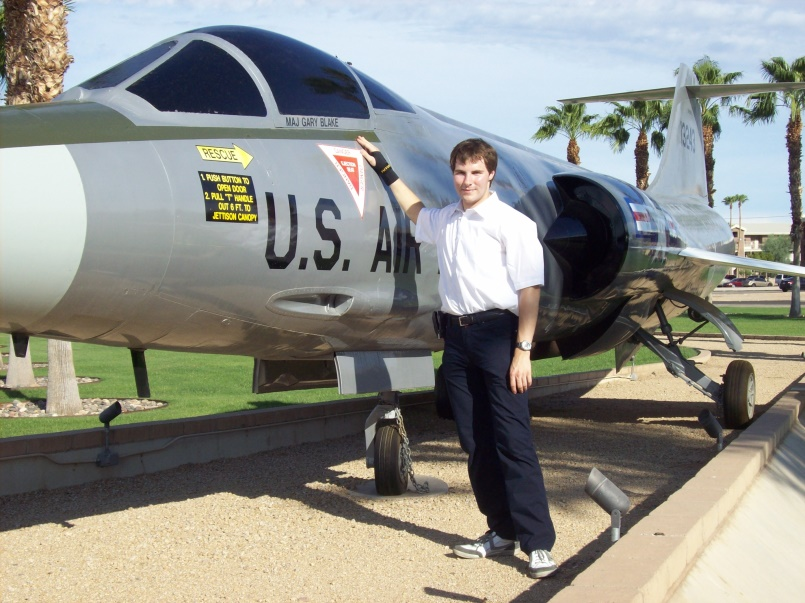 MAJ GARY BLAKE
RESCUE
1. PUSH BUTTON TO
OPEN DOOR
2. PULL "T" HANDLE
OUT 6 FT. TO
JETTISON CANOPY
U.S. AIR